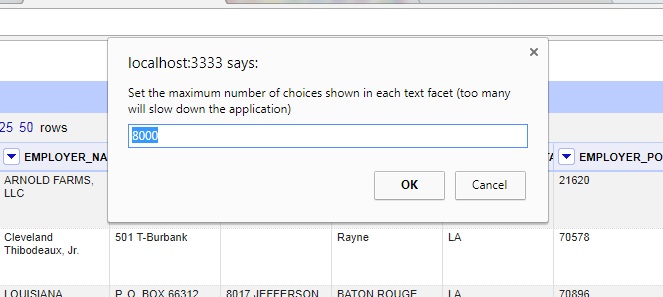 localhost:3333 says:
Set the maximum number of choices shown in each text facet (too many
will slow down the application)
8000
OK Cancel
25 50 rows
EMPLOYER_NA EMPLOYER_PO
ARNOLD FARMS, 21620
LLC
Cleveland 501 T-Burbank Rayne LA 70578
Thibodeaux, Jr.
LOUISIANA P. O. BOX 66312 8017 JEFFERSON BATON ROUGE LA 70896